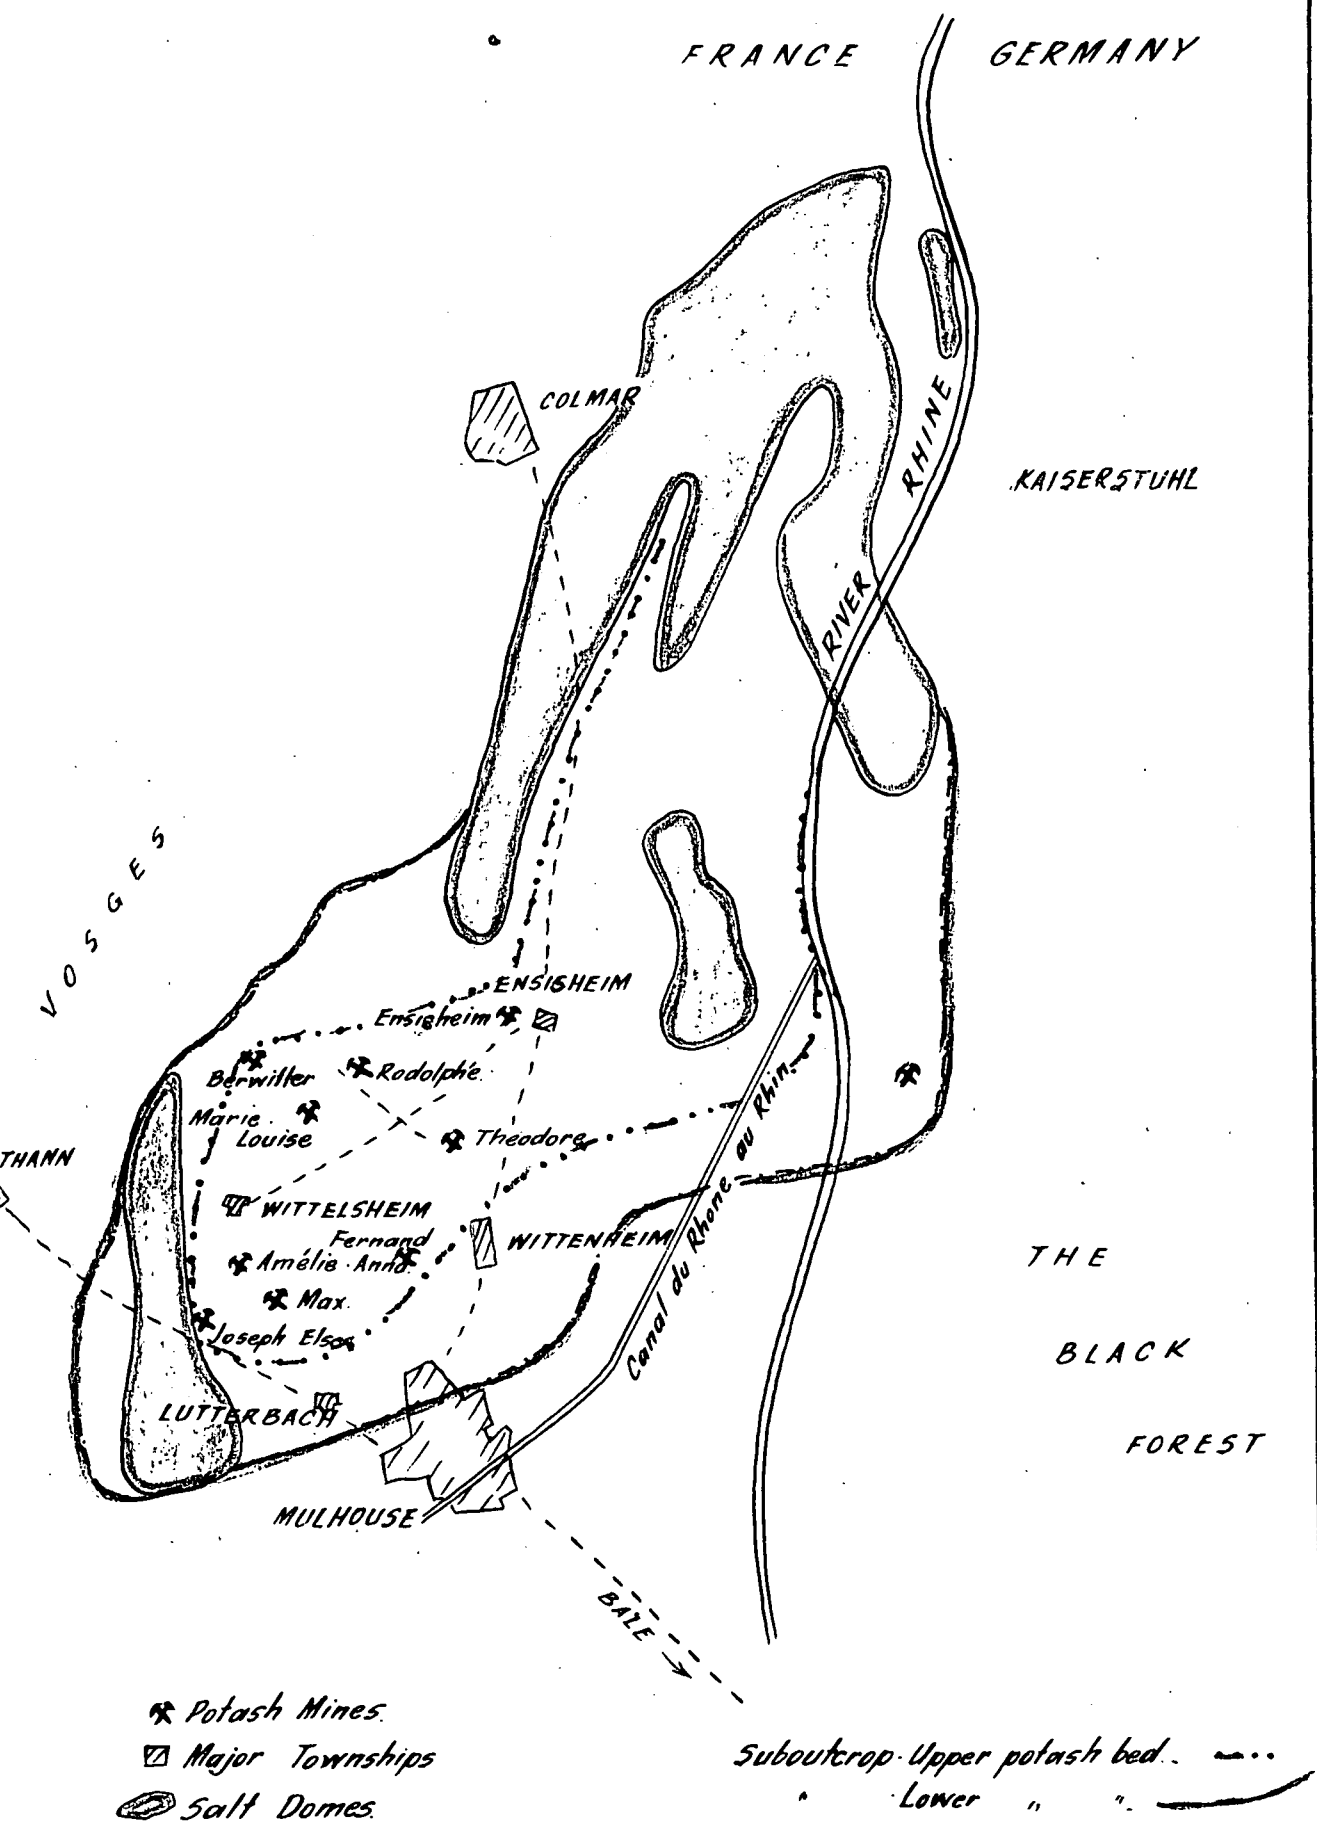 FRANCE GERMANY
COLMAR
RIVER RHINE
KAISERSTUHL
VOSGES
ENSISHEIM
Ensisheim
Berwiller
Rodolphe
Marie
Louise
Theodore
THANN
WITTELSHEIM
Fernand
WITTENHEIM
Amélie Anna
Max
Joseph Else
LUTTERBACH
Canal du Rhone au Rhin
MULHOUSE
THE
BLACK
FOREST
BALE
Potash Mines.
Major Townships
Salt Domes.
Suboutcrop. Upper potash bed..
" Lower " ".